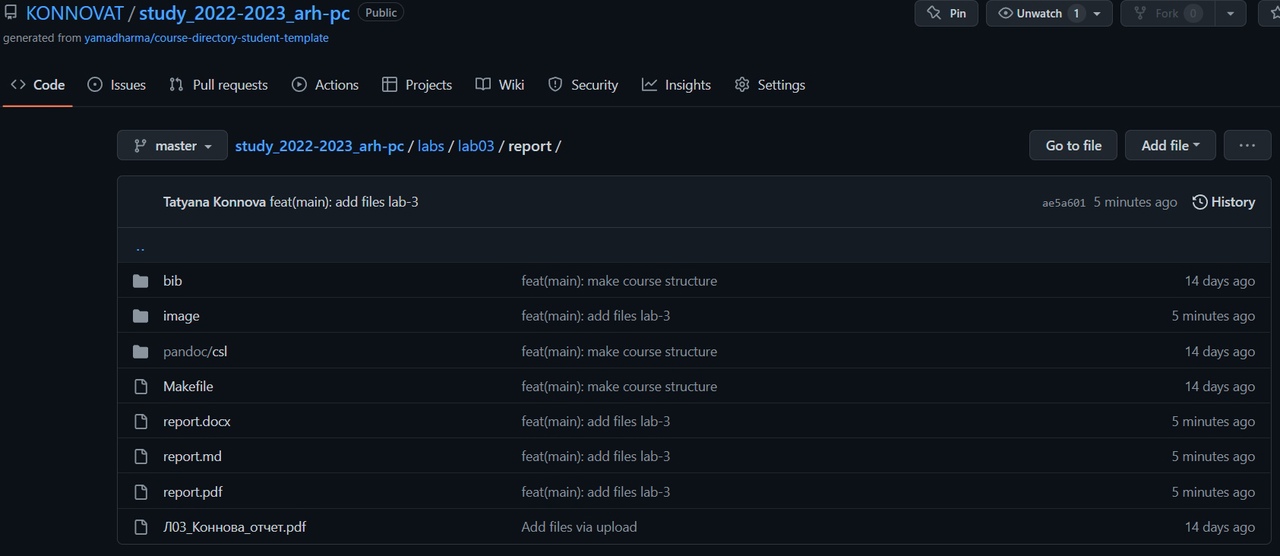 KONNOVAT / study_2022-2023_arh-pc Public Pin Unwatch 1 Fork 0
generated from yamadharma/course-directory-student-template
Code Issues Pull requests Actions Projects Wiki Security Insights Settings
master study_2022-2023_arh-pc / labs / lab03 / report / Go to file Add file ...
Tatyana Konnova feat(main): add files lab-3 ae5a601 5 minutes ago History
..
bib feat(main): make course structure 14 days ago
image feat(main): add files lab-3 5 minutes ago
pandoc/csl feat(main): make course structure 14 days ago
Makefile feat(main): make course structure 14 days ago
report.docx feat(main): add files lab-3 5 minutes ago
report.md feat(main): add files lab-3 5 minutes ago
report.pdf feat(main): add files lab-3 5 minutes ago
Л03_Коннова_отчет.pdf Add files via upload 14 days ago